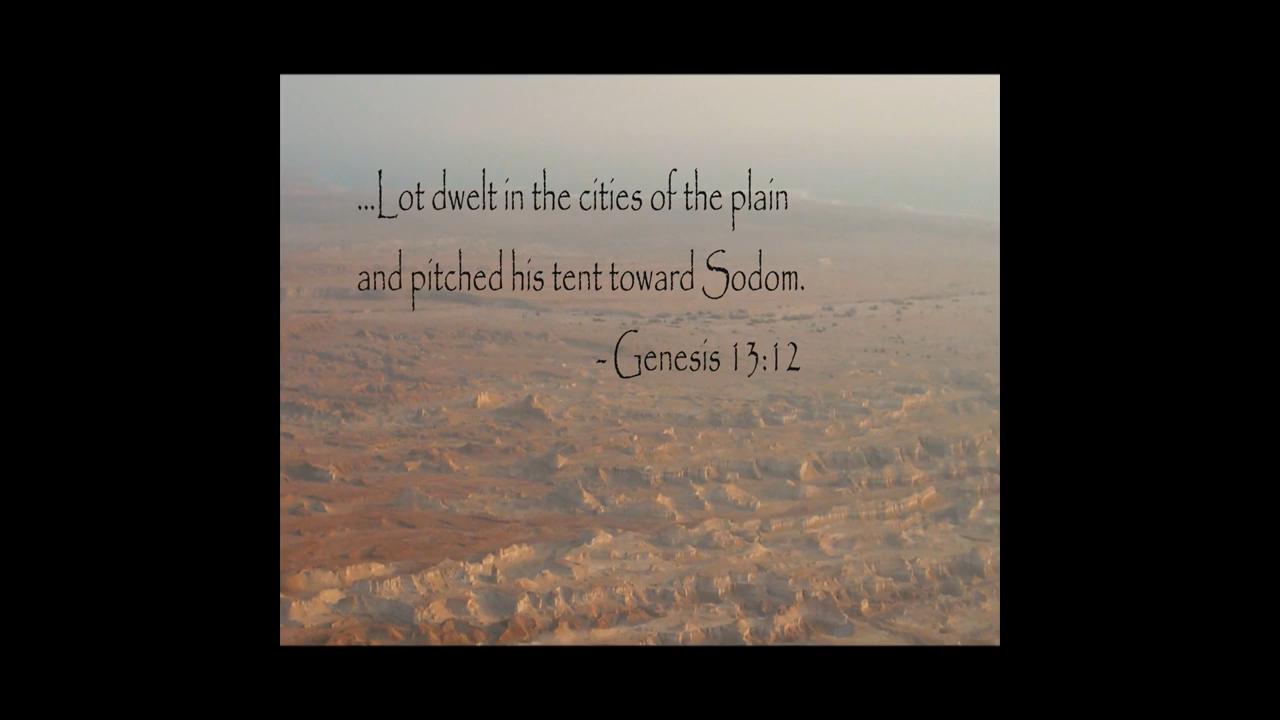 ...Lot dwelt in the cities of the plain
and pitched his tent toward Sodom.
- Genesis 13:12